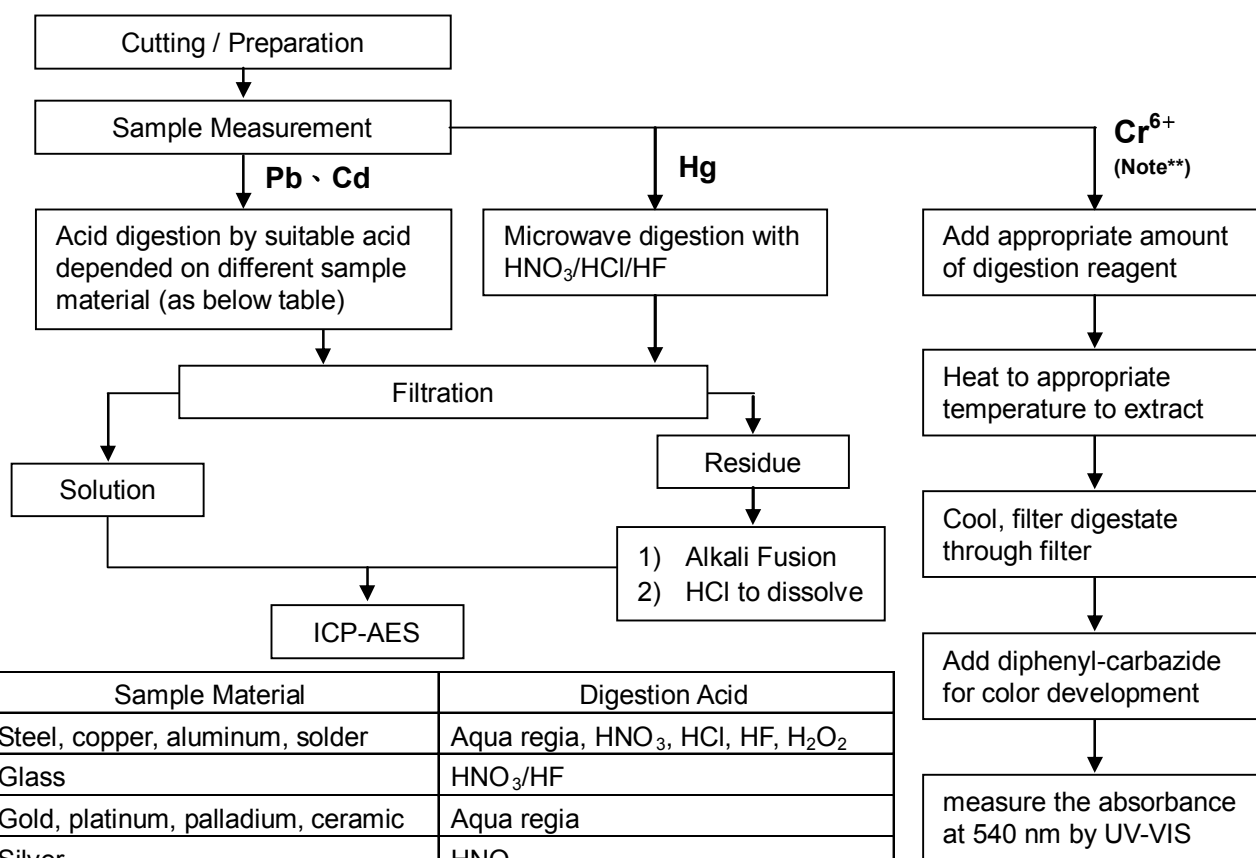 Cutting / Preparation
Sample Measurement
Pb、Cd
Hg
Cr⁶⁺
(Note**)
Acid digestion by suitable acid
depended on different sample
material (as below table)
Microwave digestion with
HNO₃/HCl/HF
Add appropriate amount
of digestion reagent
Filtration
Heat to appropriate
temperature to extract
Solution
Residue
Cool, filter digestate
through filter
1) Alkali Fusion
2) HCl to dissolve
ICP-AES
Add diphenyl-carbazide
for color development
Sample Material Digestion Acid
Steel, copper, aluminum, solder Aqua regia, HNO₃, HCl, HF, H₂O₂
Glass HNO₃/HF
Gold, platinum, palladium, ceramic Aqua regia
Silver HNO
measure the absorbance
at 540 nm by UV-VIS